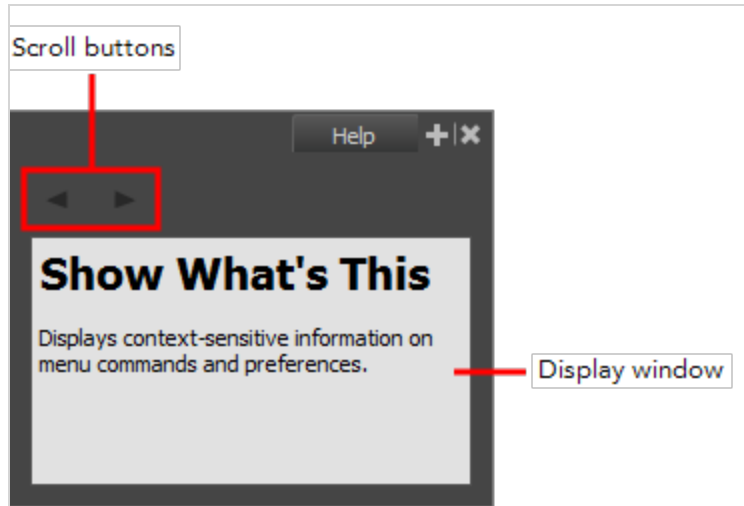 Scroll buttons
Help
Show What's This
Displays context-sensitive information on
menu commands and preferences.
Display window